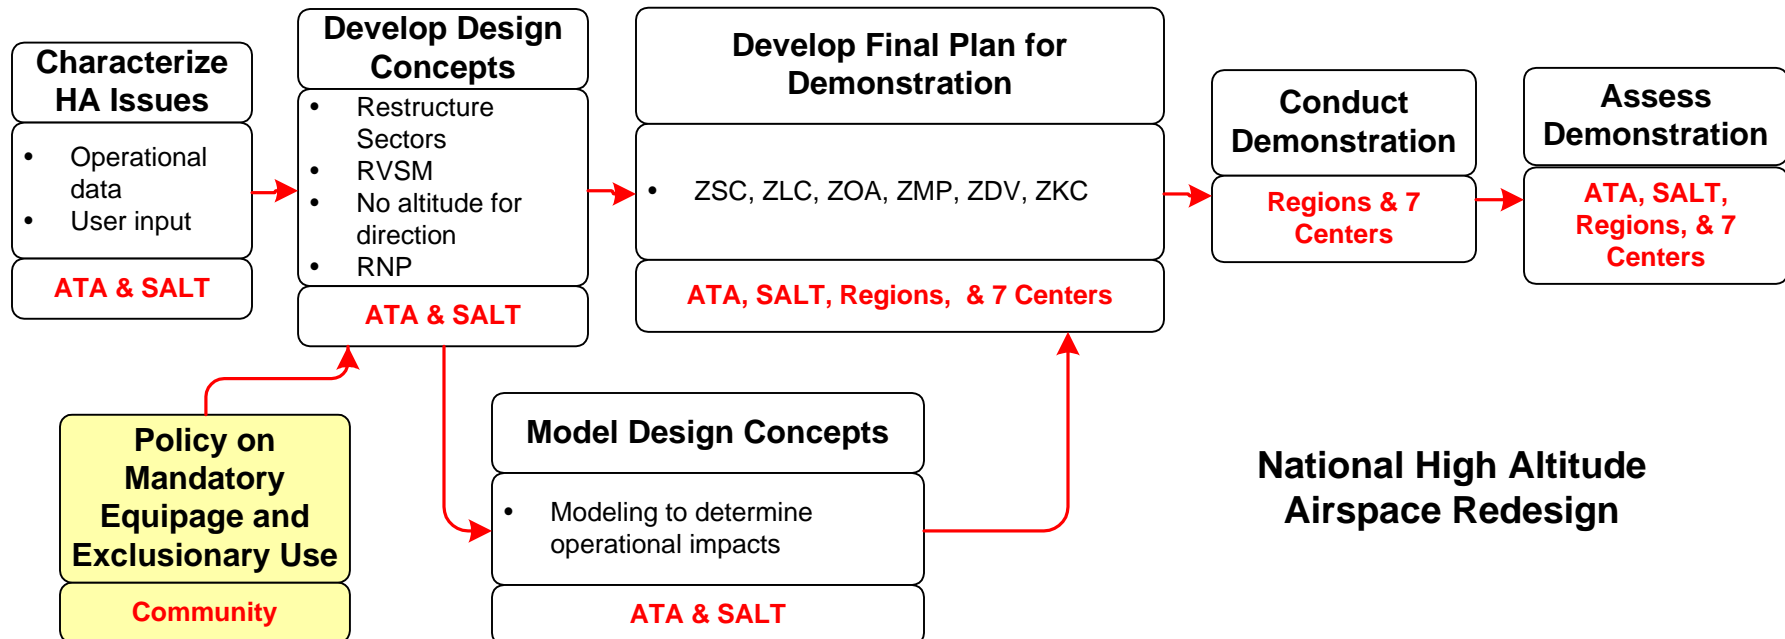 Characterize
HA Issues
• Operational
data
• User input
ATA & SALT
Develop Design
Concepts
• Restructure
Sectors
• RVSM
• No altitude for
direction
• RNP
ATA & SALT
Develop Final Plan for
Demonstration
• ZSC, ZLC, ZOA, ZMP, ZDV, ZKC
ATA, SALT, Regions, & 7 Centers
Conduct
Demonstration
Regions & 7
Centers
Assess
Demonstration
ATA, SALT,
Regions, & 7
Centers
Policy on
Mandatory
Equipage and
Exclusionary Use
Community
Model Design Concepts
• Modeling to determine
operational impacts
ATA & SALT
National High Altitude
Airspace Redesign